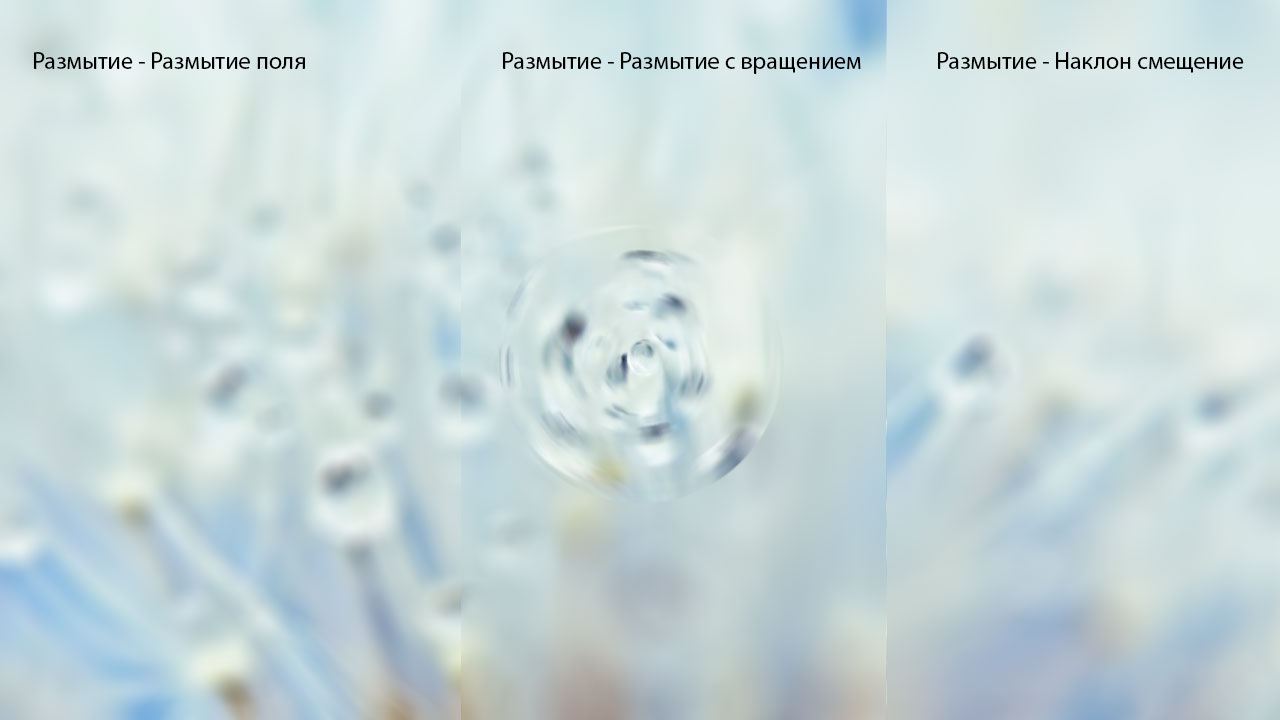 Размытие - Размытие поля
Размытие - Размытие с вращением
Размытие - Наклон смещение